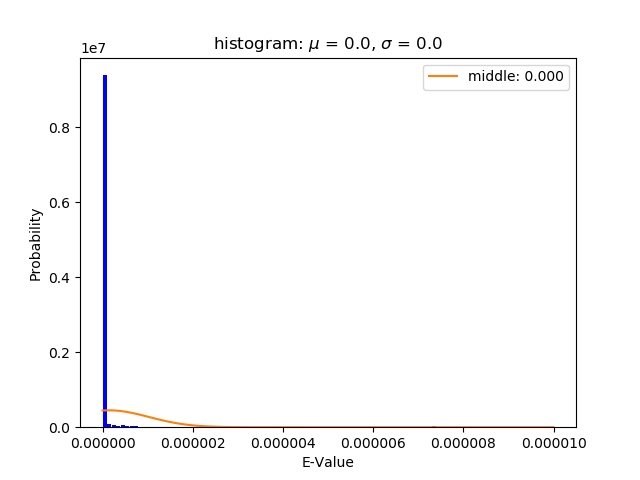 histogram: μ = 0.0, σ = 0.0
1e7
middle: 0.000
0.8
0.6
0.4
0.2
0.0
Probability
0.000000 0.000002 0.000004 0.000006 0.000008 0.000010
E-Value